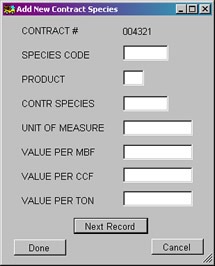 Add New Contract Species
CONTRACT # 004321
SPECIES CODE
PRODUCT
CONTR SPECIES
UNIT OF MEASURE
VALUE PER MBF
VALUE PER CCF
VALUE PER TON
Next Record
Done Cancel